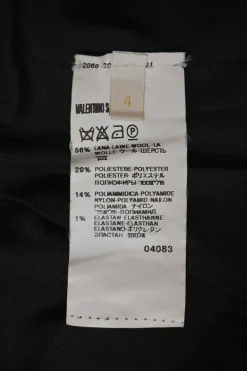 VALENTINO S
4
56% LANA-LAINE-WOOL-LA
WOLLE-ウール-ШЕРСТЬ
29% POLIESTERE-POLYESTER
POLIESTER-ポリエステル
14% POLIAMMIDICA-POLYAMIDE
NYLON-POLYAMID-NAILON
POLIAMIDA-ナイロン
1% ELASTANE-ELASTHANNE
ELASTAN-ELASTHAN
ELASTANO-ポリウレタン
ЭЛАСТАН 100%
04083